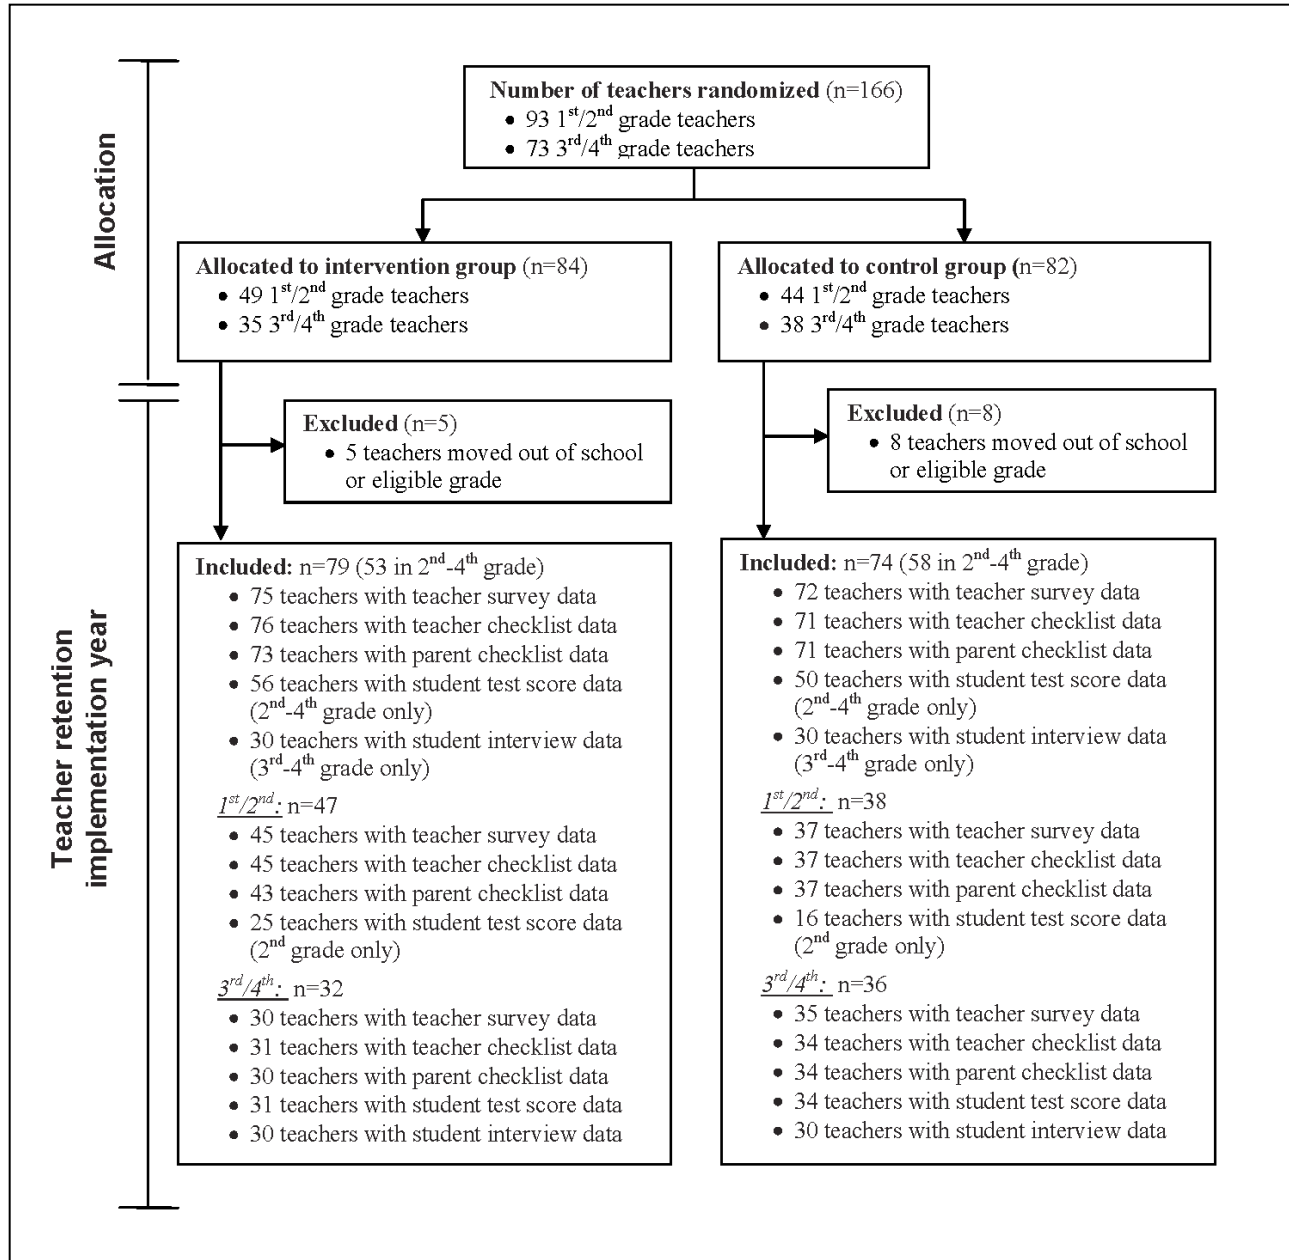 Allocation
Number of teachers randomized (n=166)
• 93 1st/2nd grade teachers
• 73 3rd/4th grade teachers
Allocated to intervention group (n=84)
• 49 1st/2nd grade teachers
• 35 3rd/4th grade teachers
Allocated to control group (n=82)
• 44 1st/2nd grade teachers
• 38 3rd/4th grade teachers
Teacher retention
implementation year
Excluded (n=5)
• 5 teachers moved out of school
or eligible grade
Excluded (n=8)
• 8 teachers moved out of school
or eligible grade
Included: n=79 (53 in 2nd-4th grade)
• 75 teachers with teacher survey data
• 76 teachers with teacher checklist data
• 73 teachers with parent checklist data
• 56 teachers with student test score data
(2nd-4th grade only)
• 30 teachers with student interview data
(3rd-4th grade only)
1st/2nd: n=47
• 45 teachers with teacher survey data
• 45 teachers with teacher checklist data
• 43 teachers with parent checklist data
• 25 teachers with student test score data
(2nd grade only)
3rd/4th: n=32
• 30 teachers with teacher survey data
• 31 teachers with teacher checklist data
• 30 teachers with parent checklist data
• 31 teachers with student test score data
• 30 teachers with student interview data
Included: n=74 (58 in 2nd-4th grade)
• 72 teachers with teacher survey data
• 71 teachers with teacher checklist data
• 71 teachers with parent checklist data
• 50 teachers with student test score data
(2nd-4th grade only)
• 30 teachers with student interview data
(3rd-4th grade only)
1st/2nd: n=38
• 37 teachers with teacher survey data
• 37 teachers with teacher checklist data
• 37 teachers with parent checklist data
• 16 teachers with student test score data
(2nd grade only)
3rd/4th: n=36
• 35 teachers with teacher survey data
• 34 teachers with teacher checklist data
• 34 teachers with parent checklist data
• 34 teachers with student test score data
• 30 teachers with student interview data